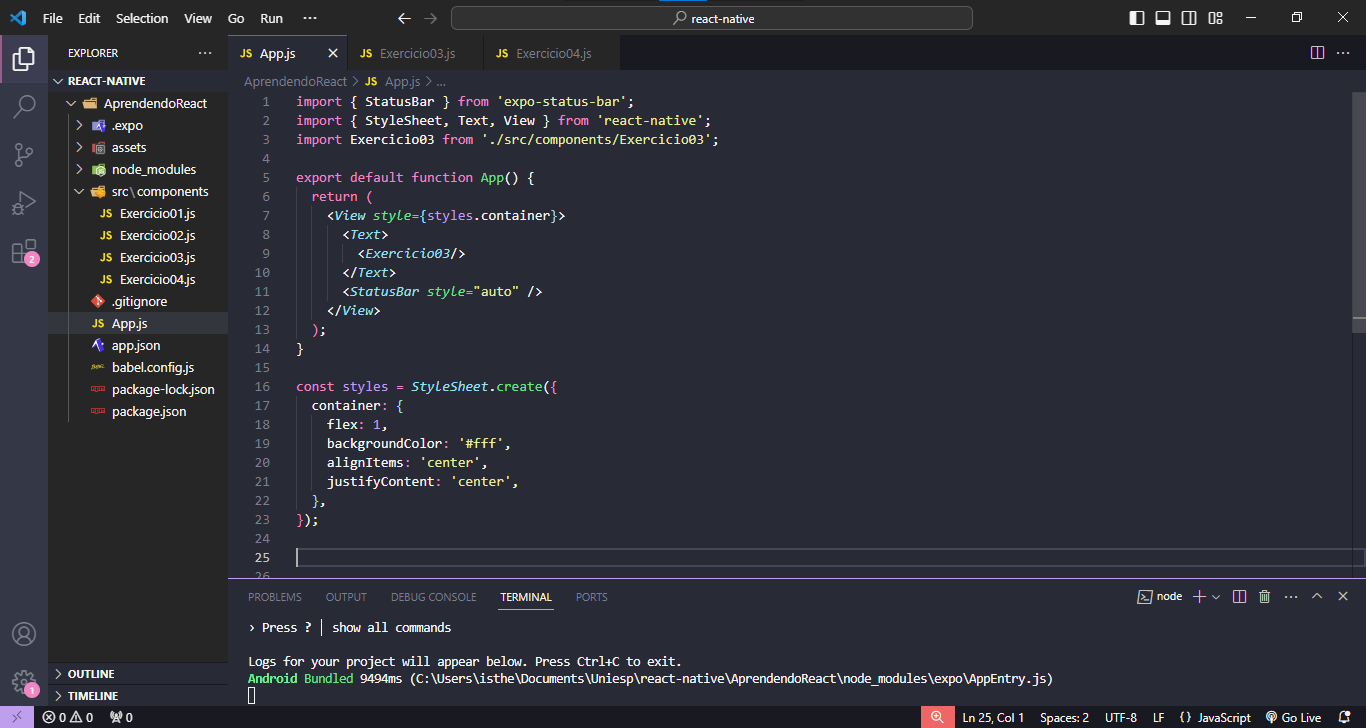 File Edit Selection View Go Run ···
react-native
EXPLORER ···
JS App.js
JS Exercicio03.js
JS Exercicio04.js
REACT-NATIVE
AprendendoReact
.expo
assets
node_modules
src\components
JS Exercicio01.js
JS Exercicio02.js
JS Exercicio03.js
JS Exercicio04.js
.gitignore
JS App.js
app.json
babel.config.js
package-lock.json
package.json
OUTLINE
TIMELINE
2
1
AprendendoReact > JS App.js > ...
1 import { StatusBar } from 'expo-status-bar';
2 import { StyleSheet, Text, View } from 'react-native';
3 import Exercicio03 from './src/components/Exercicio03';
4
5 export default function App() {
6 return (
7 <View style={styles.container}>
8 <Text>
9 <Exercicio03/>
10 </Text>
11 <StatusBar style="auto" />
12 </View>
13 );
14 }
15
16 const styles = StyleSheet.create({
17 container: {
18 flex: 1,
19 backgroundColor: '#fff',
20 alignItems: 'center',
21 justifyContent: 'center',
22 },
23 });
24
25
26
PROBLEMS OUTPUT DEBUG CONSOLE TERMINAL PORTS
node
› Press ? │ show all commands
Logs for your project will appear below. Press Ctrl+C to exit.
Android Bundled 9494ms (C:\Users\isthe\Documents\Uniesp\react-native\AprendendoReact\node_modules\expo\AppEntry.js)
0 0 0
Ln 25, Col 1 Spaces: 2 UTF-8 LF {} JavaScript Go Live